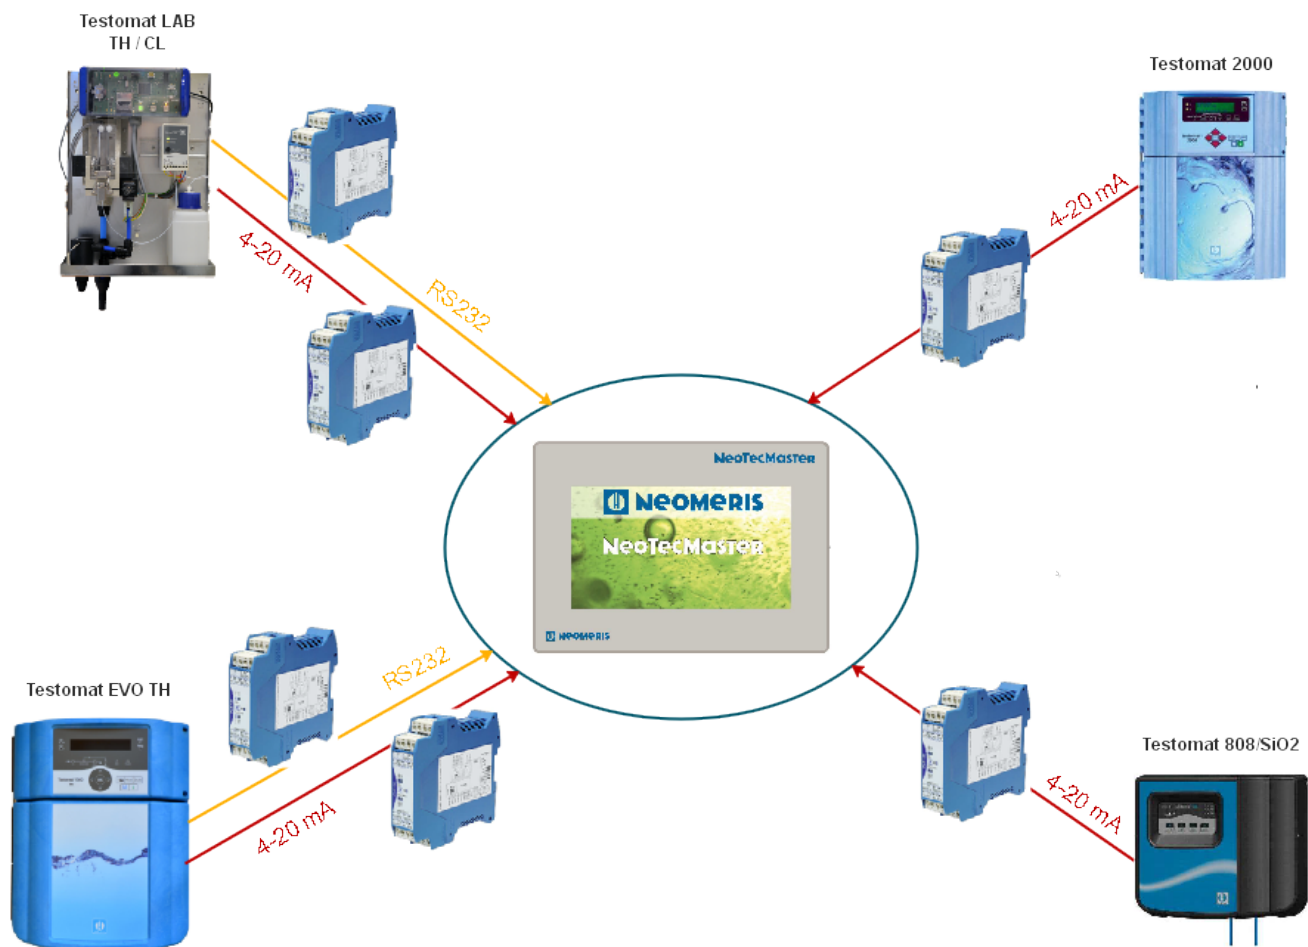 Testomat LAB
TH / CL
Testomat 2000
4-20 mA
RS232
4-20 mA
NeoTecMaster
NEOMERIS
NeoTecMaster
NEOMERIS
Testomat EVO TH
RS232
4-20 mA
Testomat 808/SiO2
4-20 mA